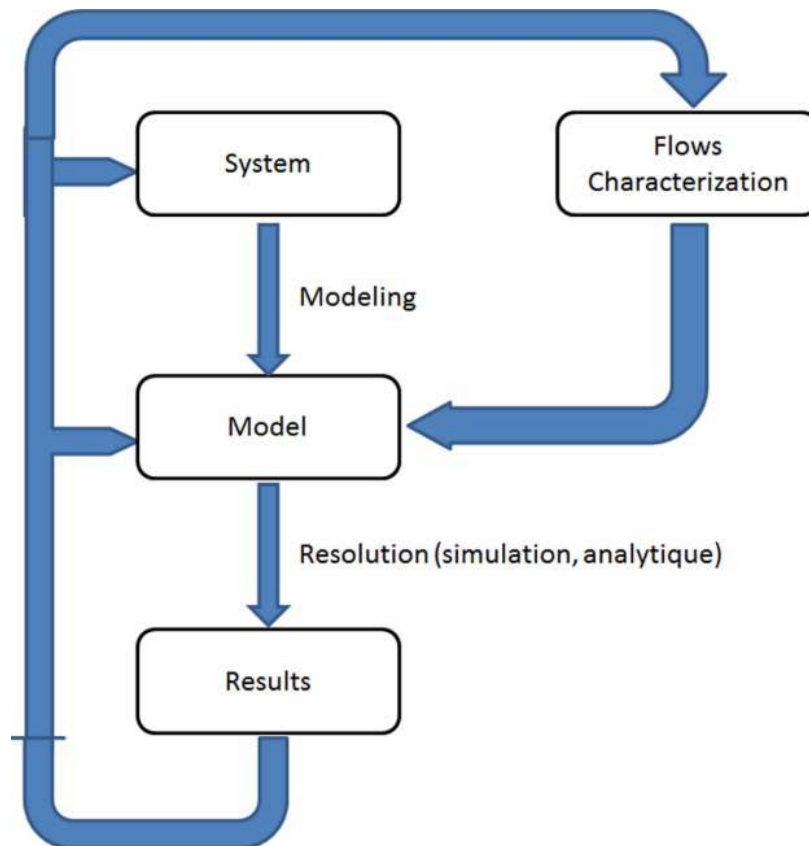 System
Flows
Characterization
Modeling
Model
Resolution (simulation, analytique)
Results